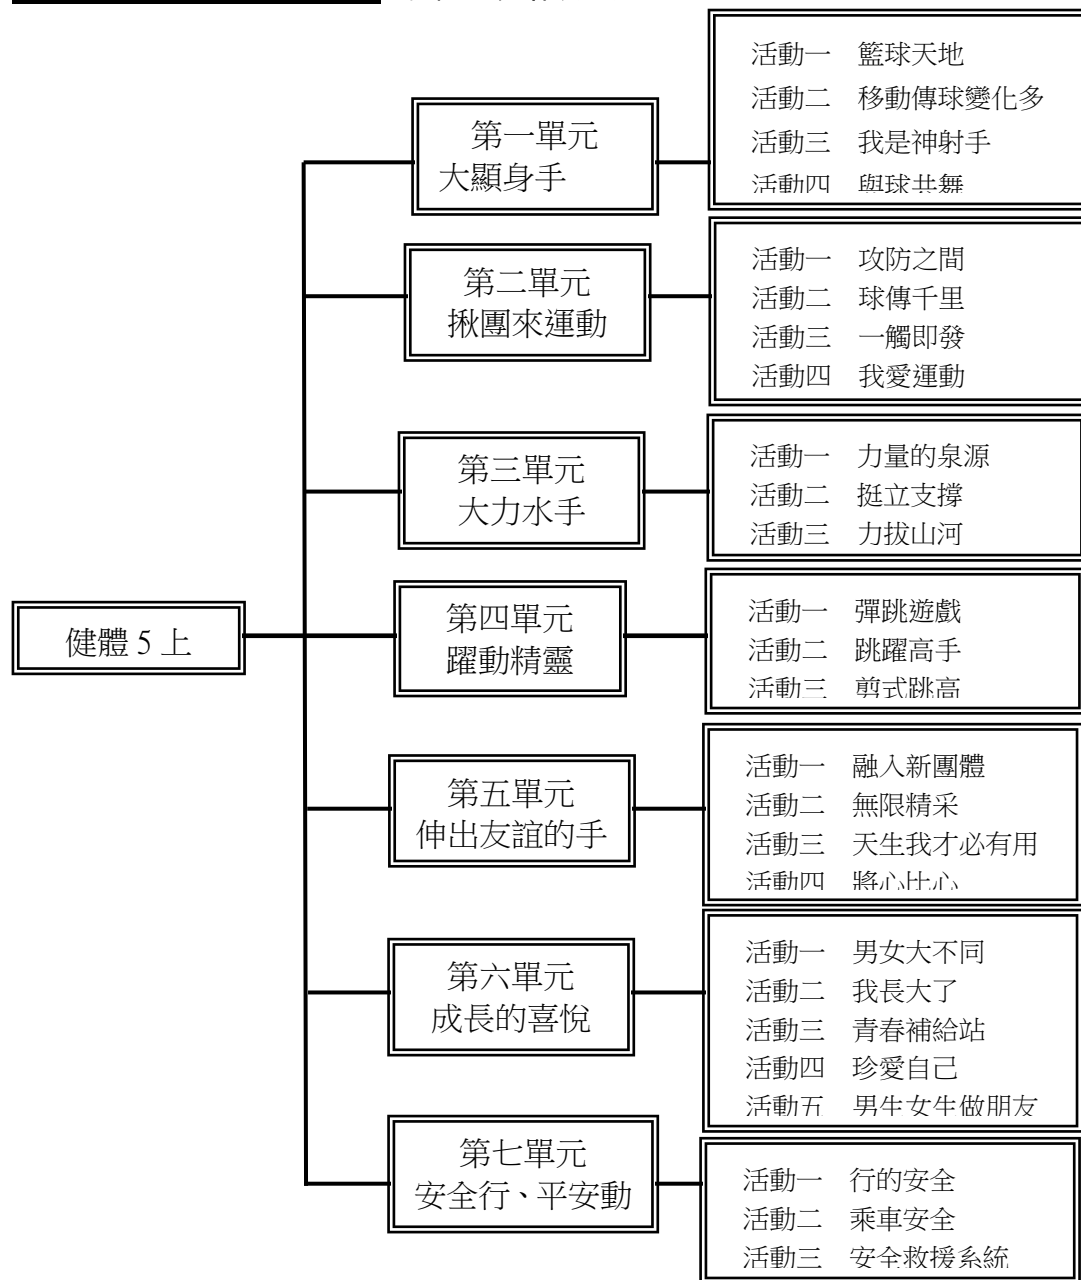 健體 5 上
第一單元
大顯身手
活動一　籃球天地
活動二　移動傳球變化多
活動三　我是神射手
活動四　與球共舞
第二單元
揪團來運動
活動一　攻防之間
活動二　球傳千里
活動三　一觸即發
活動四　我愛運動
第三單元
大力水手
活動一　力量的泉源
活動二　挺立支撐
活動三　力拔山河
第四單元
躍動精靈
活動一　彈跳遊戲
活動二　跳躍高手
活動三　剪式跳高
第五單元
伸出友誼的手
活動一　融入新團體
活動二　無限精采
活動三　天生我才必有用
活動四　將心比心
第六單元
成長的喜悅
活動一　男女大不同
活動二　我長大了
活動三　青春補給站
活動四　珍愛自己
活動五　男生女生做朋友
第七單元
安全行、平安動
活動一　行的安全
活動二　乘車安全
活動三　安全救援系統